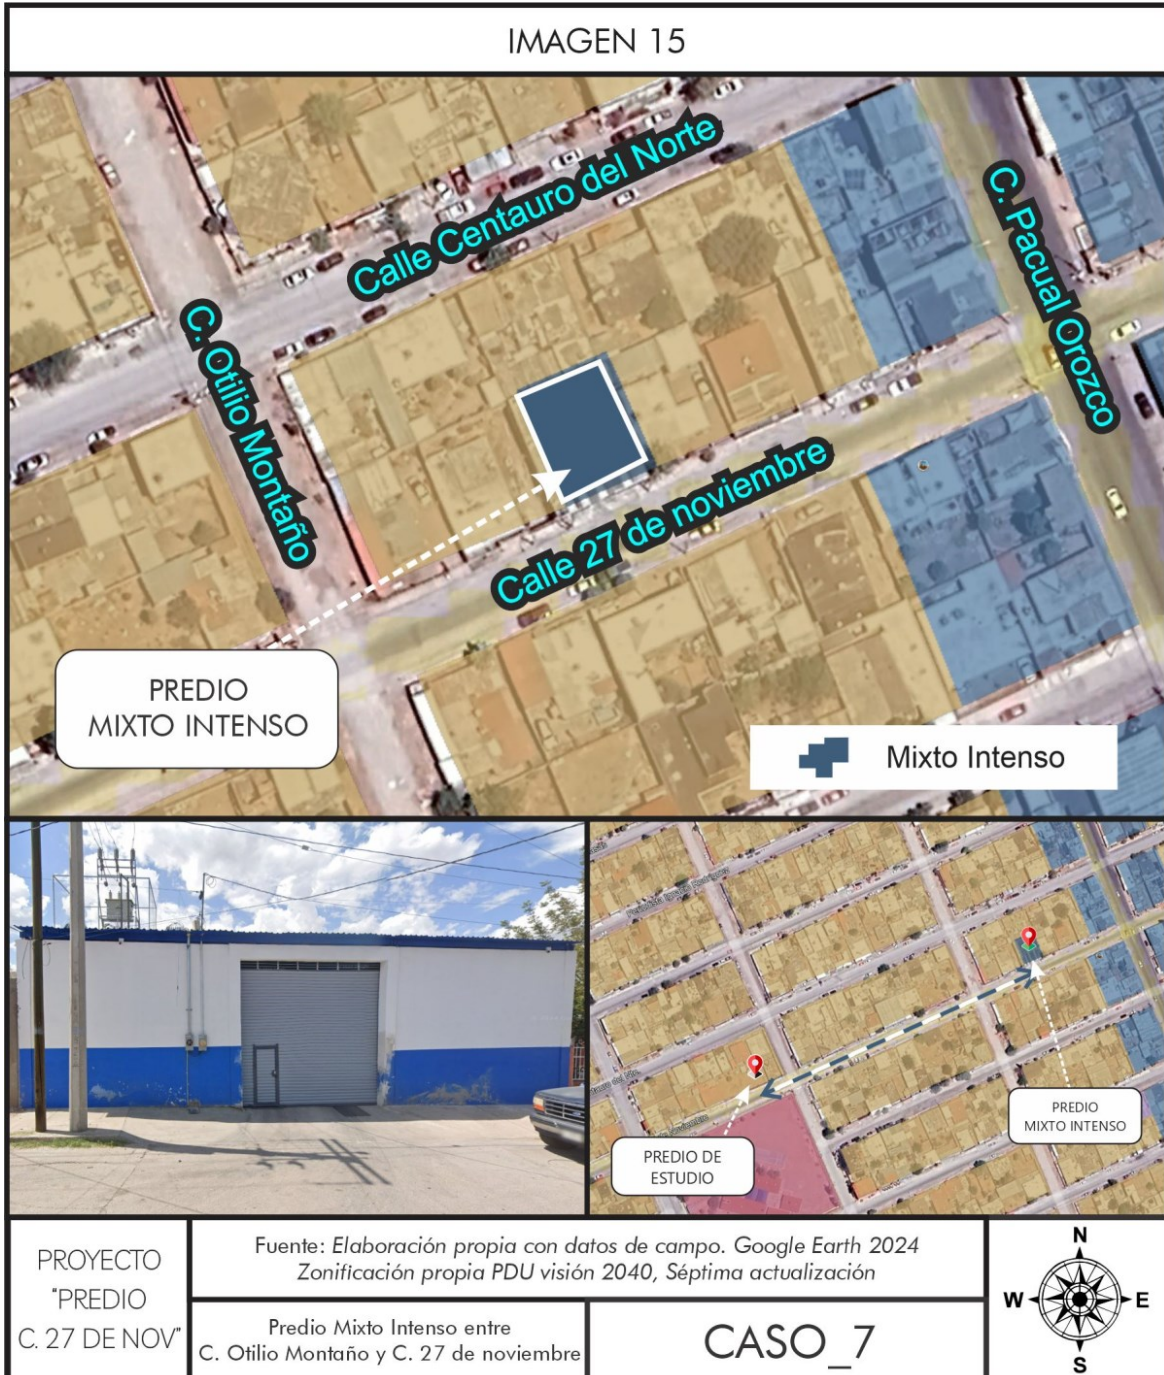 IMAGEN 15
Calle Centauro del Norte
C. Pacual Orozco
C. Otilio Montaño
Calle 27 de noviembre
PREDIO
MIXTO INTENSO
Mixto Intenso
PREDIO
MIXTO INTENSO
PREDIO DE
ESTUDIO
PROYECTO
"PREDIO
C. 27 DE NOV"
Fuente: Elaboración propia con datos de campo. Google Earth 2024
Zonificación propia PDU visión 2040, Séptima actualización
Predio Mixto Intenso entre
C. Otilio Montaño y C. 27 de noviembre
CASO_7
N
W
E
S